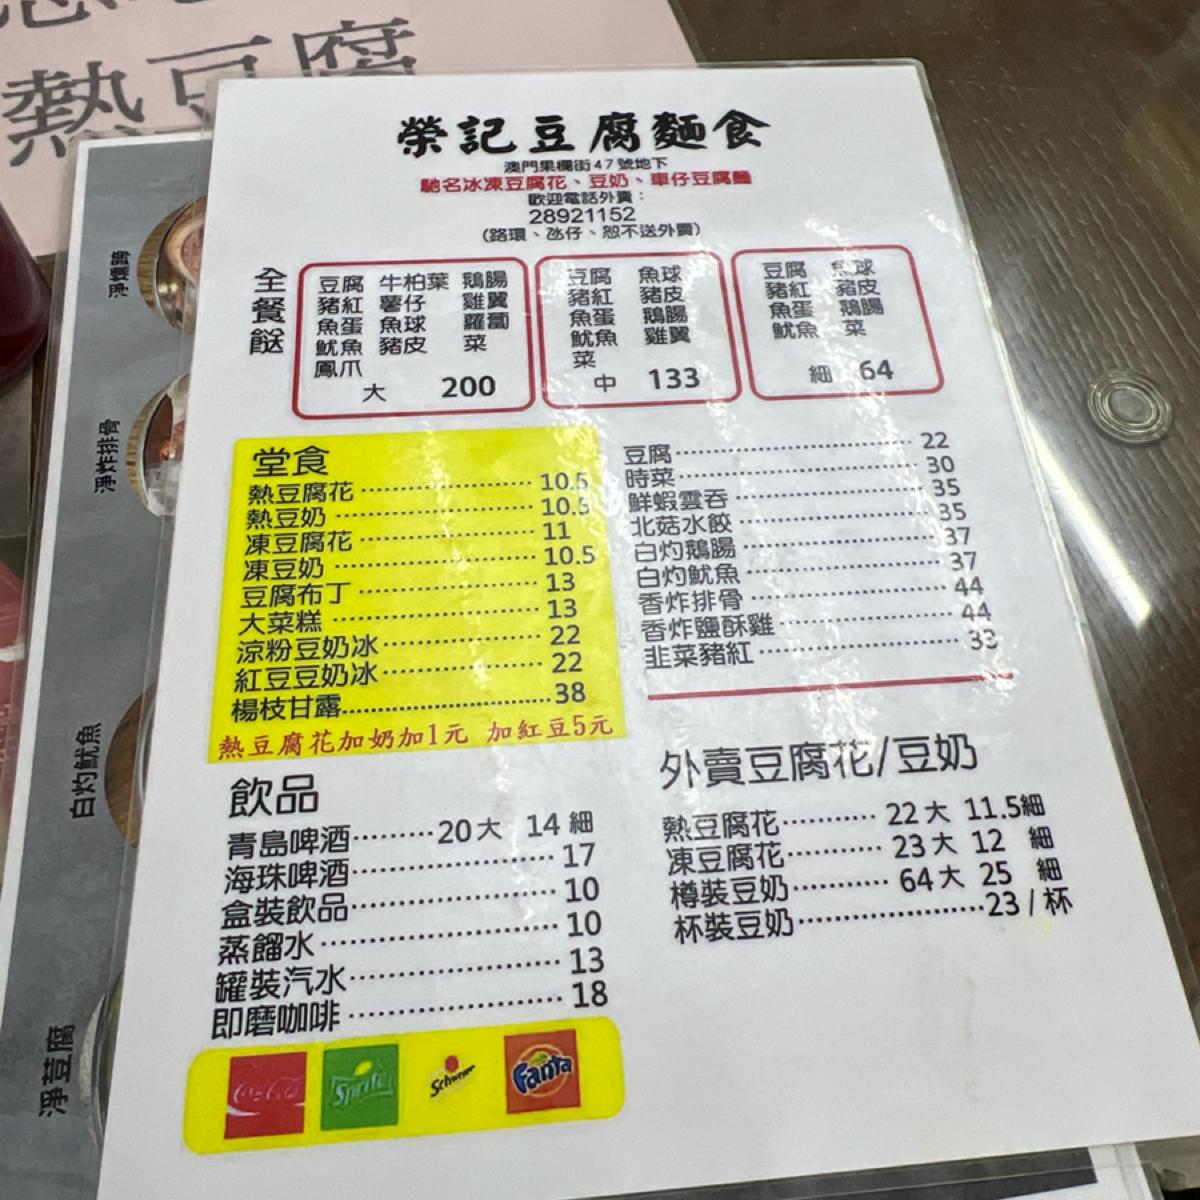 熱豆腐
榮記豆腐麵食
澳門果欄街47號地下
馳名冰凍豆腐花、豆奶、車仔豆腐麵
歡迎電話外賣：
28921152
(路環、氹仔、恕不送外賣)
全餐餸
豆腐 牛柏葉 鵝腸
豬紅 薯仔 雞翼
魚蛋 魚球 蘿蔔
魷魚 豬皮 菜
鳳爪
大 200
豆腐 魚球
豬紅 豬皮
魚蛋 鵝腸
魷魚 雞翼
菜
中 133
豆腐 魚球
豬紅 豬皮
魚蛋 鵝腸
魷魚 菜
細 64
堂食
熱豆腐花 10.5
熱豆奶 10.5
凍豆腐花 11
凍豆奶 10.5
豆腐布丁 13
大菜糕 13
涼粉豆奶冰 22
紅豆豆奶冰 22
楊枝甘露 38
熱豆腐花加奶加1元 加紅豆5元
豆腐 22
時菜 30
鮮蝦雲吞 35
北菇水餃 35
白灼鵝腸 37
白灼魷魚 37
香炸排骨 44
香炸鹽酥雞 44
韭菜豬紅 33
飲品
青島啤酒 20大 14細
海珠啤酒 17
盒裝飲品 10
蒸餾水 10
罐裝汽水 13
即磨咖啡 18
外賣豆腐花/豆奶
熱豆腐花 22大 11.5細
凍豆腐花 23大 12 細
樽裝豆奶 64大 25 細
杯裝豆奶 23/杯
Coca-Cola
Sprite
Fanta
淨炸排骨
白灼魷魚
淨荳腐